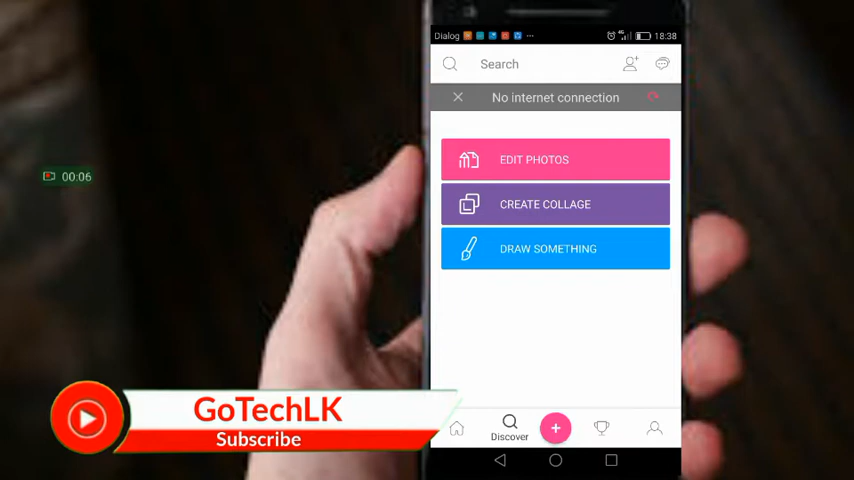 Dialog
18:38
Search
No internet connection
EDIT PHOTOS
CREATE COLLAGE
DRAW SOMETHING
00:06
GoTechLK
Subscribe
Discover